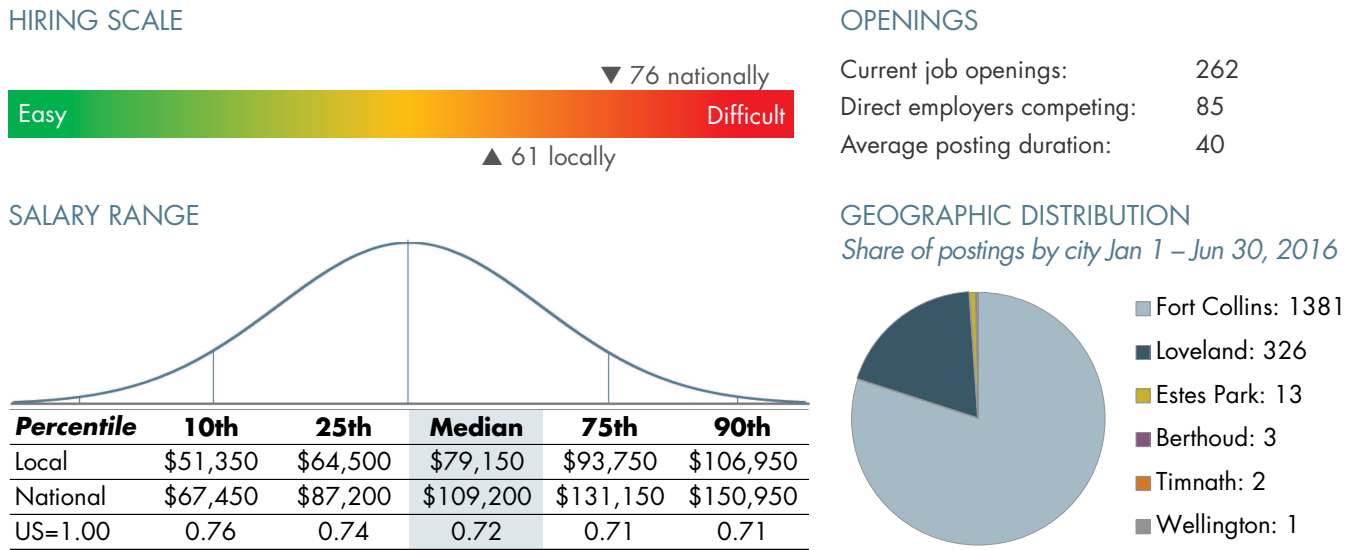 HIRING SCALE
▼ 76 nationally
Easy Difficult
▲ 61 locally
SALARY RANGE
Percentile 10th 25th Median 75th 90th
Local $51,350 $64,500 $79,150 $93,750 $106,950
National $67,450 $87,200 $109,200 $131,150 $150,950
US=1.00 0.76 0.74 0.72 0.71 0.71
OPENINGS
Current job openings: 262
Direct employers competing: 85
Average posting duration: 40
GEOGRAPHIC DISTRIBUTION
Share of postings by city Jan 1 – Jun 30, 2016
Fort Collins: 1381
Loveland: 326
Estes Park: 13
Berthoud: 3
Timnath: 2
Wellington: 1